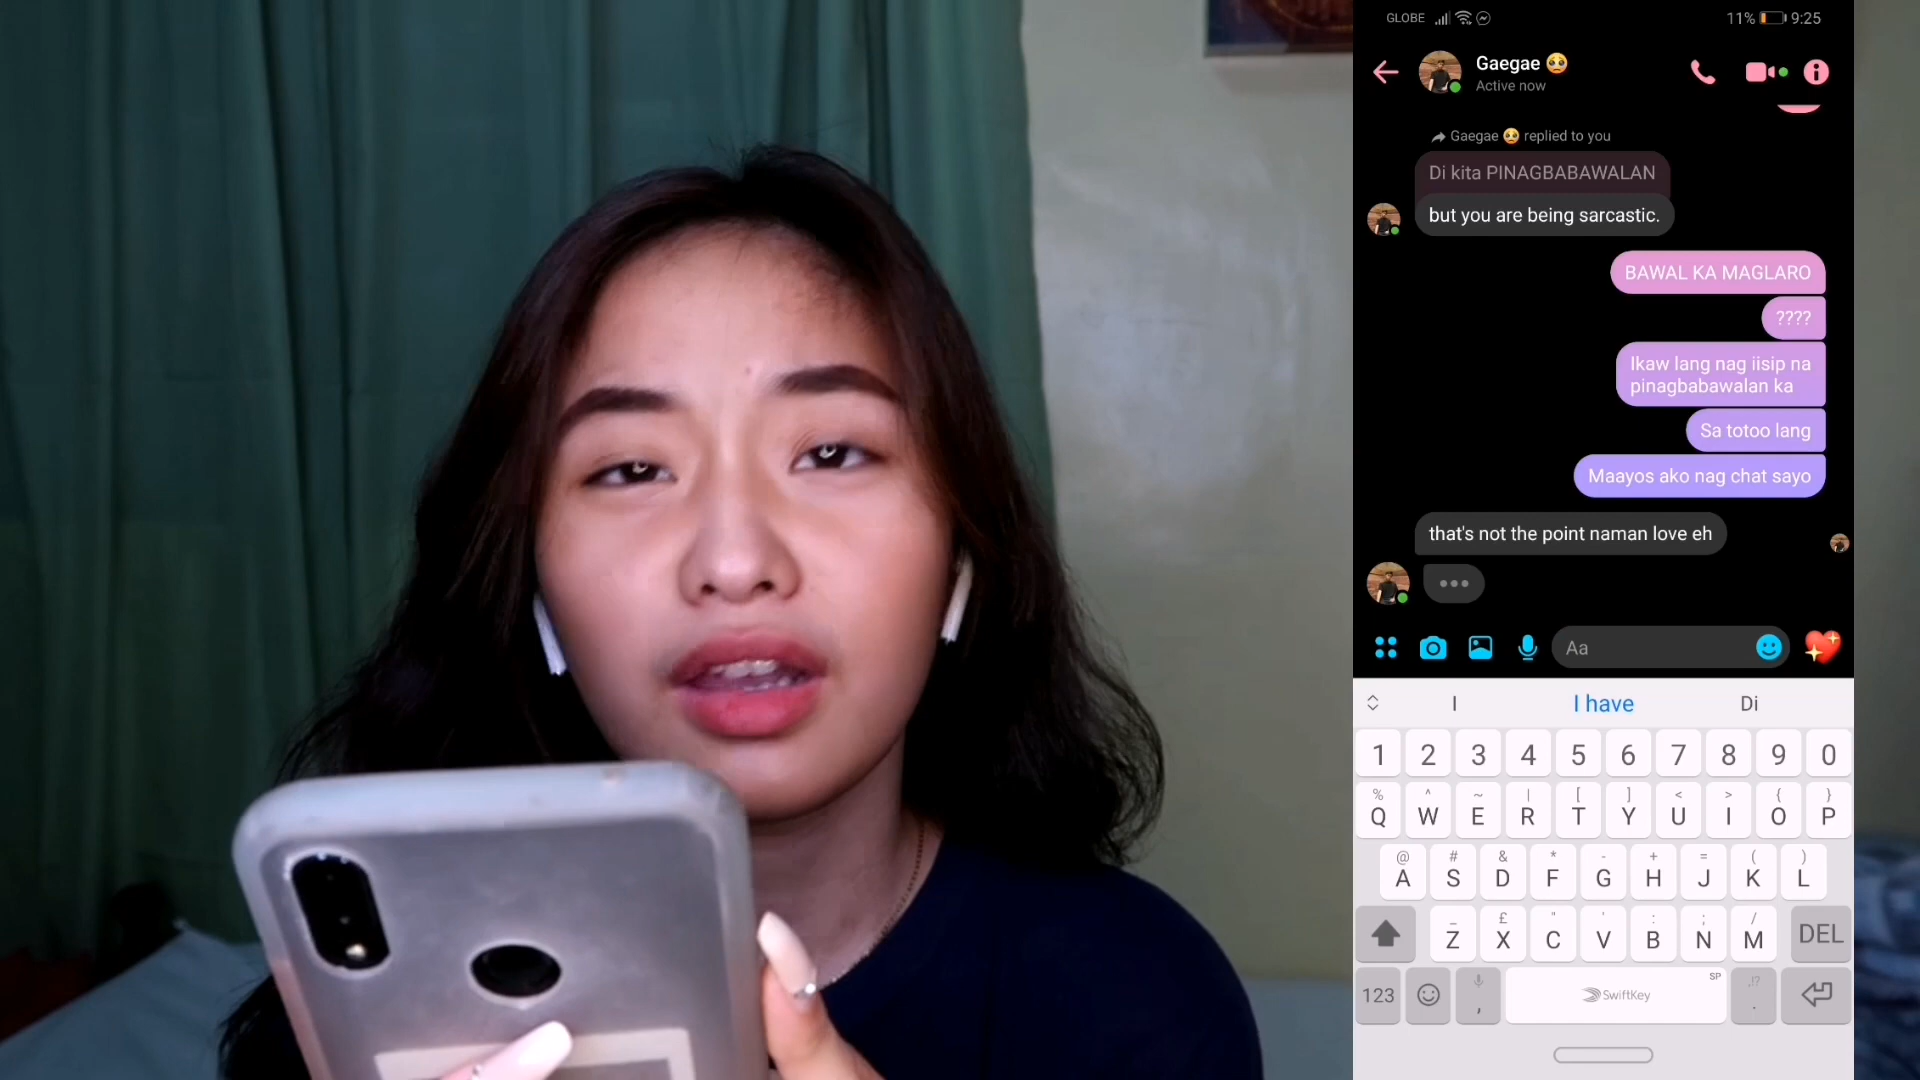 GLOBE 11% 9:25
Gaegae 🥺
Active now
Gaegae 🥺 replied to you
Di kita PINAGBABAWALAN
but you are being sarcastic.
BAWAL KA MAGLARO
????
Ikaw lang nag iisip na
pinagbabawalan ka
Sa totoo lang
Maayos ako nag chat sayo
that's not the point naman love eh
Aa
I I have Di
1 2 3 4 5 6 7 8 9 0
% ^ ~ | [ ] < > { }
Q W E R T Y U I O P
@ # & * - + = ( )
A S D F G H J K L
_ £ " ' : ; /
Z X C V B N M DEL
SP
,!?
123 , SwiftKey .